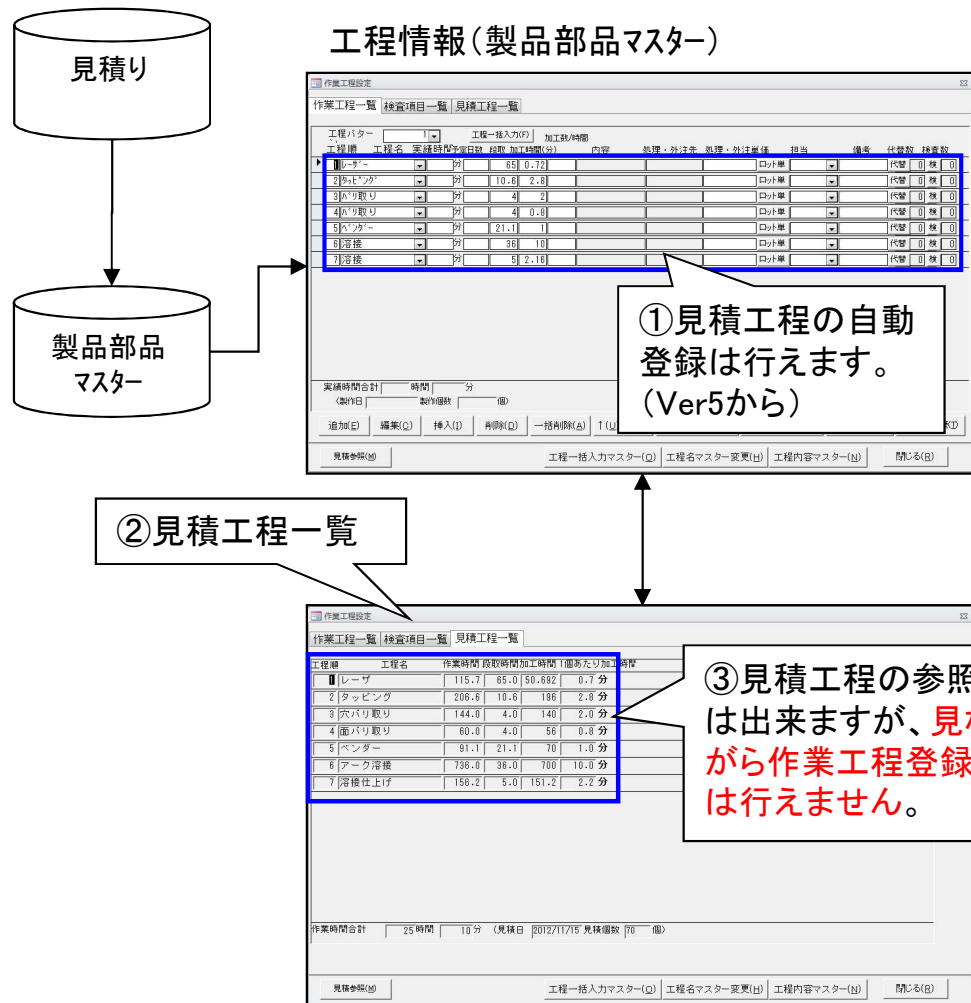 見積り
工程情報（製品部品マスター）
製品部品
マスター
作業工程設定
作業工程一覧 検査項目一覧 見積工程一覧
工程パター 1 工程一括入力(F) 加工数/時間
工程順 工程名 実績時間 予定日数 段取 加工時間(分) 内容 処理・外注先 処理・外注単価 担当 備考 代替数 検査数
1 レーザー 分 65 0.72 ロット単 代替 0 検 0
2 タッピング 分 10.6 2.8 ロット単 代替 0 検 0
3 バリ取り 分 4 2 ロット単 代替 0 検 0
4 バリ取り 分 4 0.8 ロット単 代替 0 検 0
5 ベンダー 分 21.1 1 ロット単 代替 0 検 0
6 溶接 分 36 10 ロット単 代替 0 検 0
7 溶接 分 5 2.16 ロット単 代替 0 検 0
①見積工程の自動
登録は行えます。
（Ver5から）
実績時間合計 時間 分
(製作日 製作個数 個)
追加(E) 編集(C) 挿入(I) 削除(D) 一括削除(A) ↑(U
見積参照(M) 工程一括入力マスター(O) 工程名マスター変更(H) 工程内容マスター(N) 閉じる(R)
②見積工程一覧
作業工程設定
作業工程一覧 検査項目一覧 見積工程一覧
工程順 工程名 作業時間 段取時間 加工時間 1個あたり加工時間
1 レーザ 115.7 65.0 50.692 0.7 分
2 タッピング 206.6 10.6 196 2.8 分
3 穴バリ取り 144.0 4.0 140 2.0 分
4 面バリ取り 60.0 4.0 56 0.8 分
5 ベンダー 91.1 21.1 70 1.0 分
6 アーク溶接 736.0 36.0 700 10.0 分
7 溶接仕上げ 156.2 5.0 151.2 2.2 分
③見積工程の参照
は出来ますが、見な
がら作業工程登録
は行えません。
作業時間合計 25 時間 10 分 (見積日 2012/11/15 見積個数 70 個)
見積参照(M) 工程一括入力マスター(O) 工程名マスター変更(H) 工程内容マスター(N) 閉じる(R)